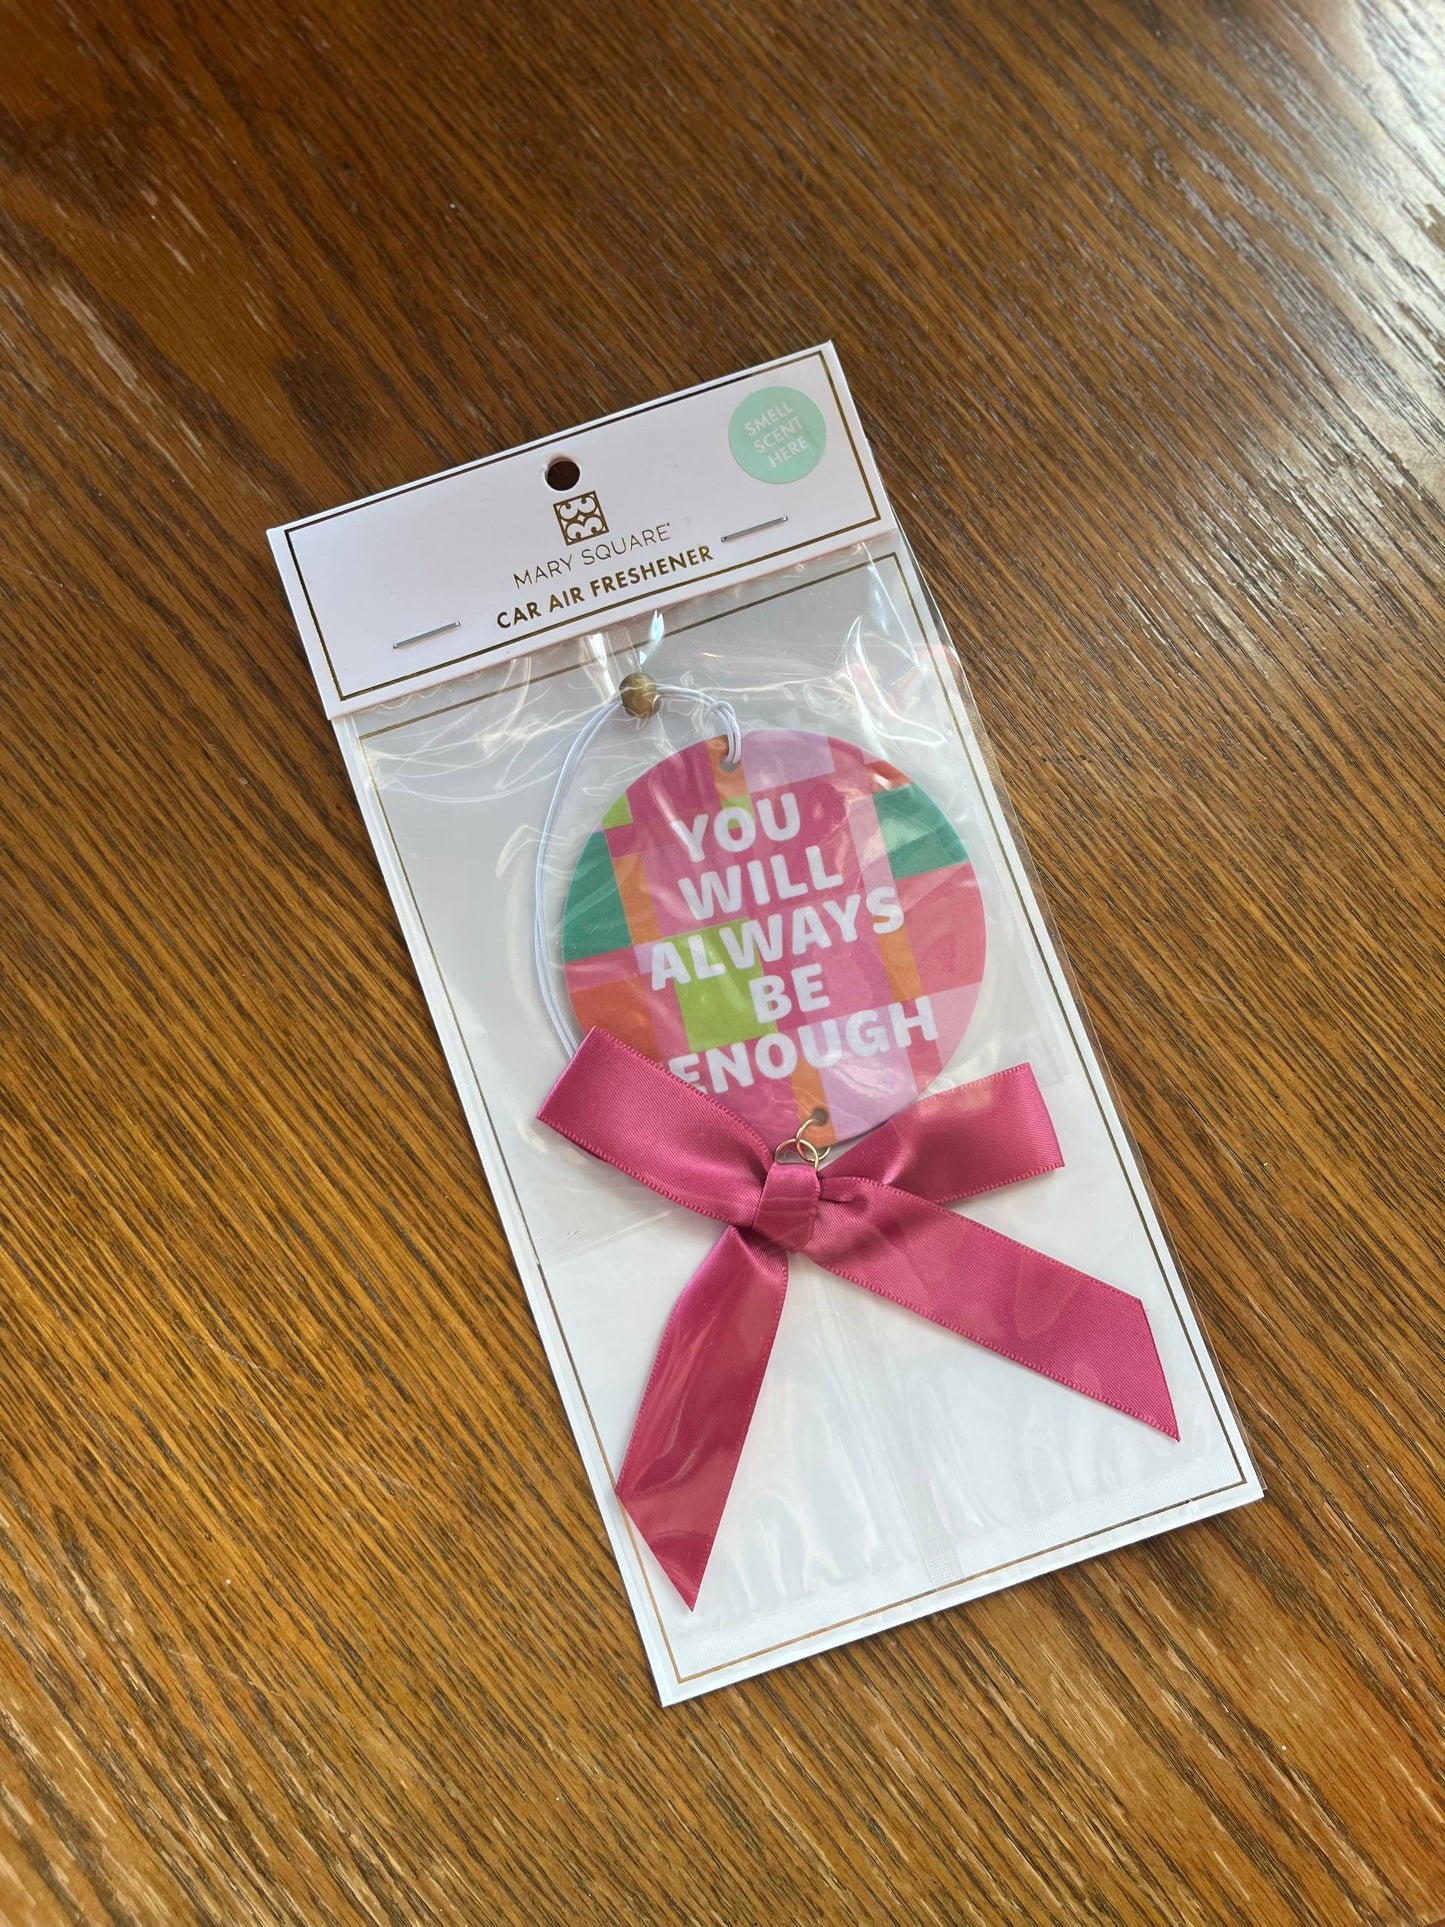 SMELL
SCENT
HERE
MARY SQUARE®
CAR AIR FRESHENER
YOU
WILL
ALWAYS
BE
ENOUGH